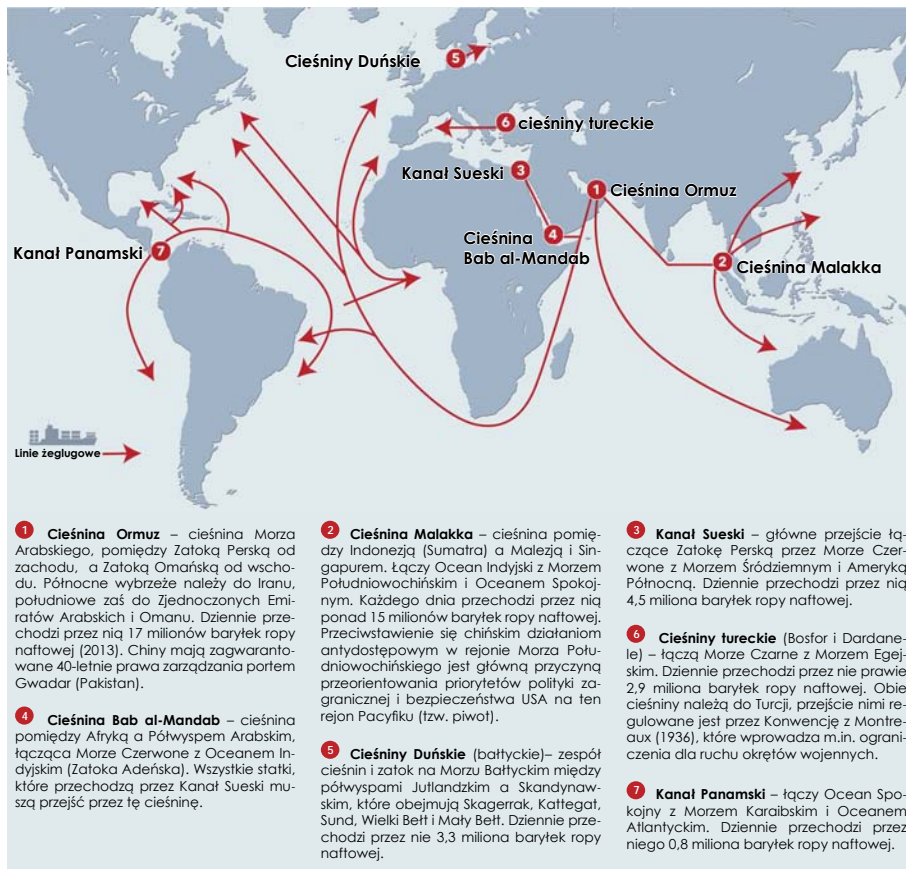 Cieśniny Duńskie
5
6 cieśniny tureckie
Kanał Sueski 3
1 Cieśnina Ormuz
4
Cieśnina
Bab al-Mandab
Kanał Panamski 7
2 Cieśnina Malakka
Linie żeglugowe
1 Cieśnina Ormuz – cieśnina Morza
Arabskiego, pomiędzy Zatoką Perską od
zachodu, a Zatoką Omańską od wscho-
du. Północne wybrzeże należy do Iranu,
południowe zaś do Zjednoczonych Emi-
ratów Arabskich i Omanu. Dziennie prze-
chodzi przez nią 17 milionów baryłek ropy
naftowej (2013). Chiny mają zagwaranto-
wane 40-letnie prawa zarządzania portem
Gwadar (Pakistan).
4 Cieśnina Bab al-Mandab – cieśnina
pomiędzy Afryką a Półwyspem Arabskim,
łącząca Morze Czerwone z Oceanem In-
dyjskim (Zatoka Adeńska). Wszystkie statki,
które przechodzą przez Kanał Sueski mu-
szą przejść przez tę cieśninę.
2 Cieśnina Malakka – cieśnina pomię-
dzy Indonezją (Sumatra) a Malezją i Sin-
gapurem. Łączy Ocean Indyjski z Morzem
Południowochińskim i Oceanem Spokoj-
nym. Każdego dnia przechodzi przez nią
ponad 15 milionów baryłek ropy naftowej.
Przeciwstawienie się chińskim działaniom
antydostępowym w rejonie Morza Połu-
dniowochińskiego jest główną przyczyną
przeorientowania priorytetów polityki za-
granicznej i bezpieczeństwa USA na ten
rejon Pacyfiku (tzw. piwot).
5 Cieśniny Duńskie (bałtyckie)– zespół
cieśnin i zatok na Morzu Bałtyckim między
półwyspami Jutlandzkim a Skandynaw-
skim, które obejmują Skagerrak, Kattegat,
Sund, Wielki Bełt i Mały Bełt. Dziennie prze-
chodzi przez nie 3,3 miliona baryłek ropy
naftowej.
3 Kanał Sueski – główne przejście łą-
czące Zatokę Perską przez Morze Czer-
wone z Morzem Śródziemnym i Ameryką
Północną. Dziennie przechodzi przez nią
4,5 miliona baryłek ropy naftowej.
6 Cieśniny tureckie (Bosfor i Dardane-
le) – łączą Morze Czarne z Morzem Egej-
skim. Dziennie przechodzi przez nie prawie
2,9 miliona baryłek ropy naftowej. Obie
cieśniny należą do Turcji, przejście nimi re-
gulowane jest przez Konwencję z Montre-
aux (1936), które wprowadza m.in. ograni-
czenia dla ruchu okrętów wojennych.
7 Kanał Panamski – łączy Ocean Spo-
kojny z Morzem Karaibskim i Oceanem
Atlantyckim. Dziennie przechodzi przez
niego 0,8 miliona baryłek ropy naftowej.